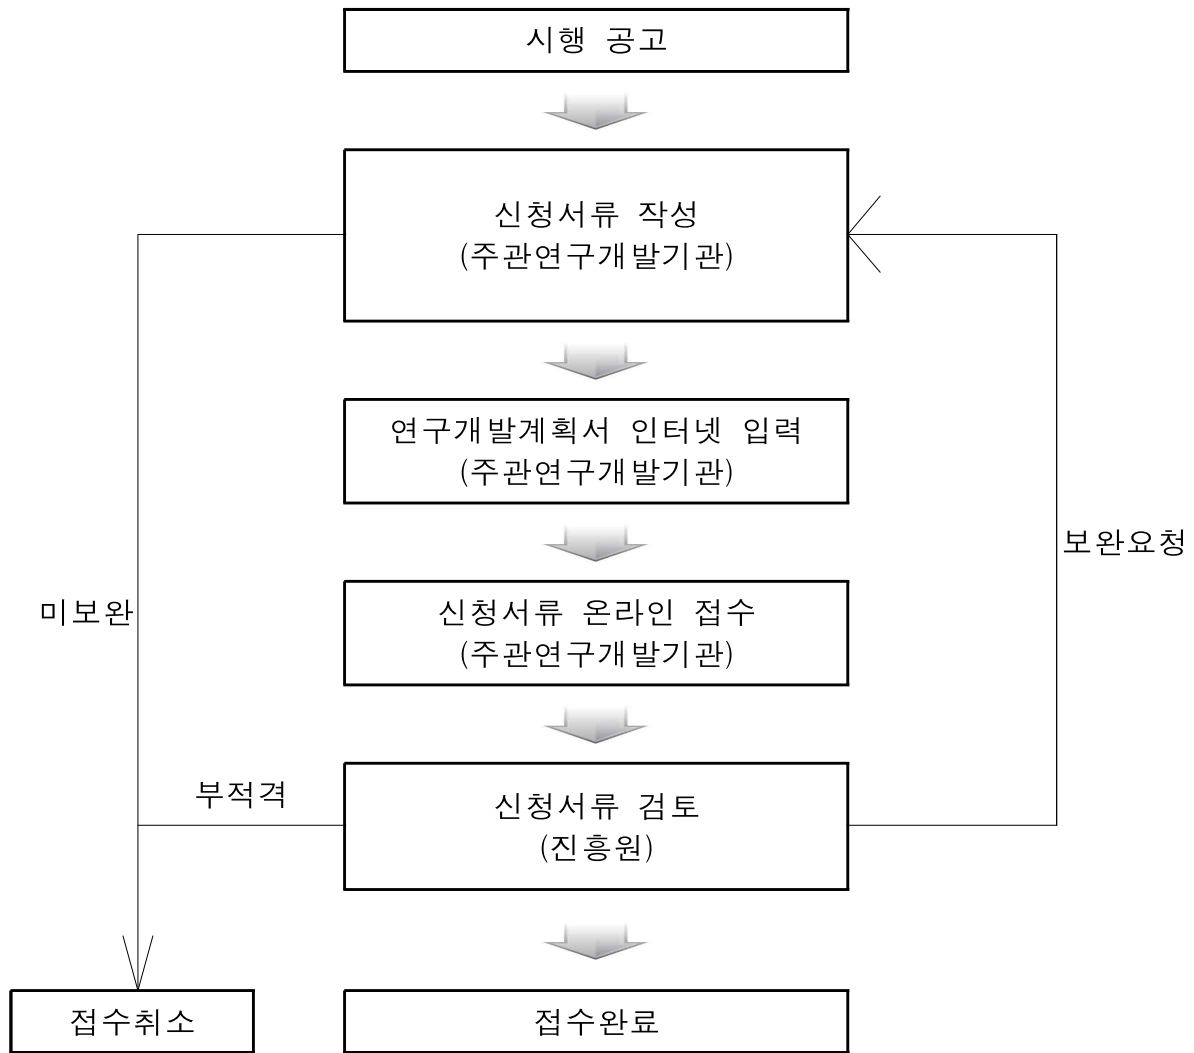 시행 공고
신청서류 작성
(주관연구개발기관)
연구개발계획서 인터넷 입력
(주관연구개발기관)
보완요청
미보완
신청서류 온라인 접수
(주관연구개발기관)
부적격
신청서류 검토
(진흥원)
접수취소
접수완료